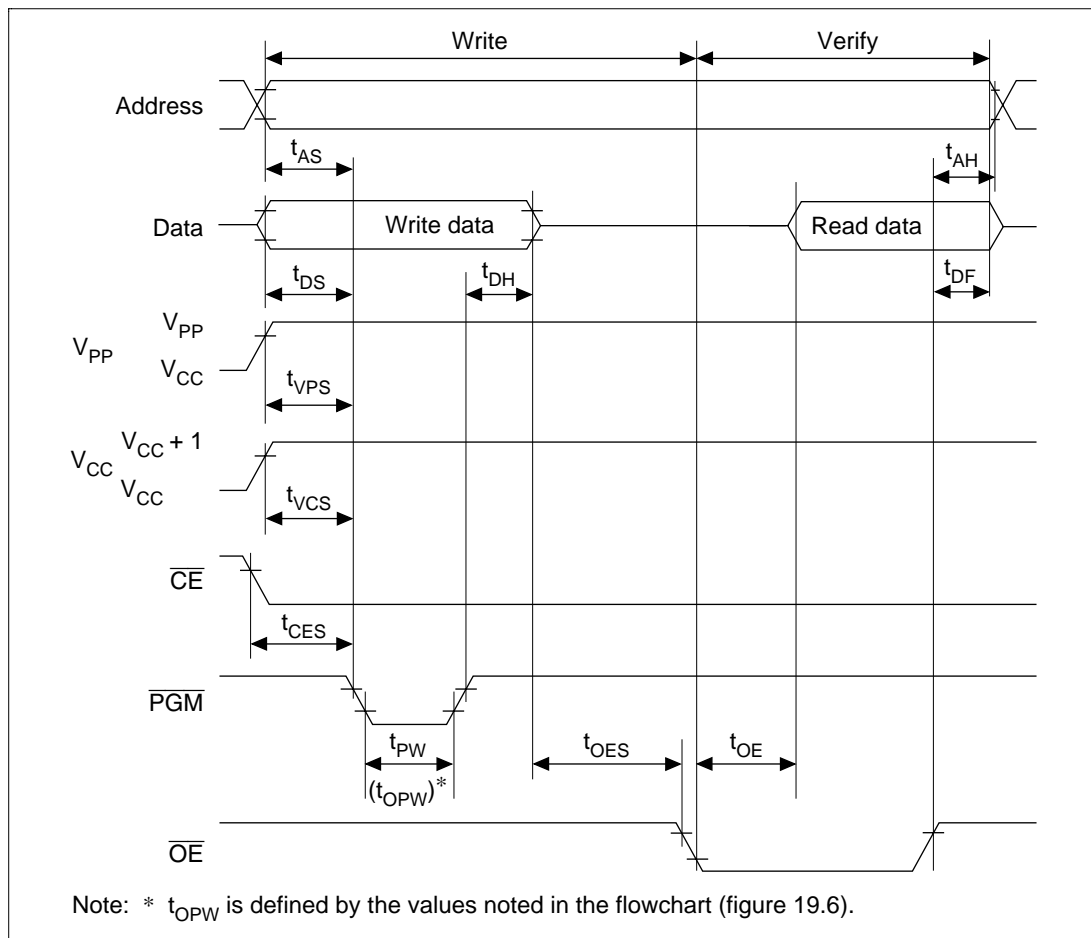 Write
Verify
Address
tAS
tAH
Data
Write data
Read data
tDS
tDH
tDF
VPP
VPP
VCC
tVPS
VCC + 1
VCC
VCC
tVCS
CE
tCES
PGM
tPW
(tOPW)*
tOES
tOE
OE
Note: * tOPW is defined by the values noted in the flowchart (figure 19.6).